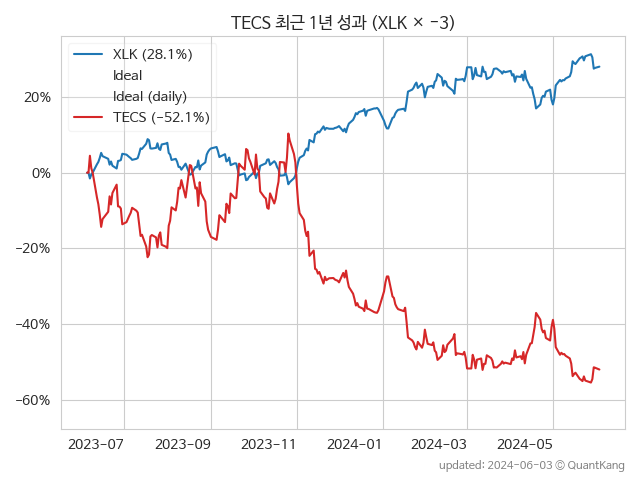 TECS 최근 1년 성과 (XLK × −3)
XLK (28.1%)
Ideal
Ideal (daily)
TECS (−52.1%)
20%
0%
−20%
−40%
−60%
2023-07 2023-09 2023-11 2024-01 2024-03 2024-05
updated: 2024-06-03 © QuantKang